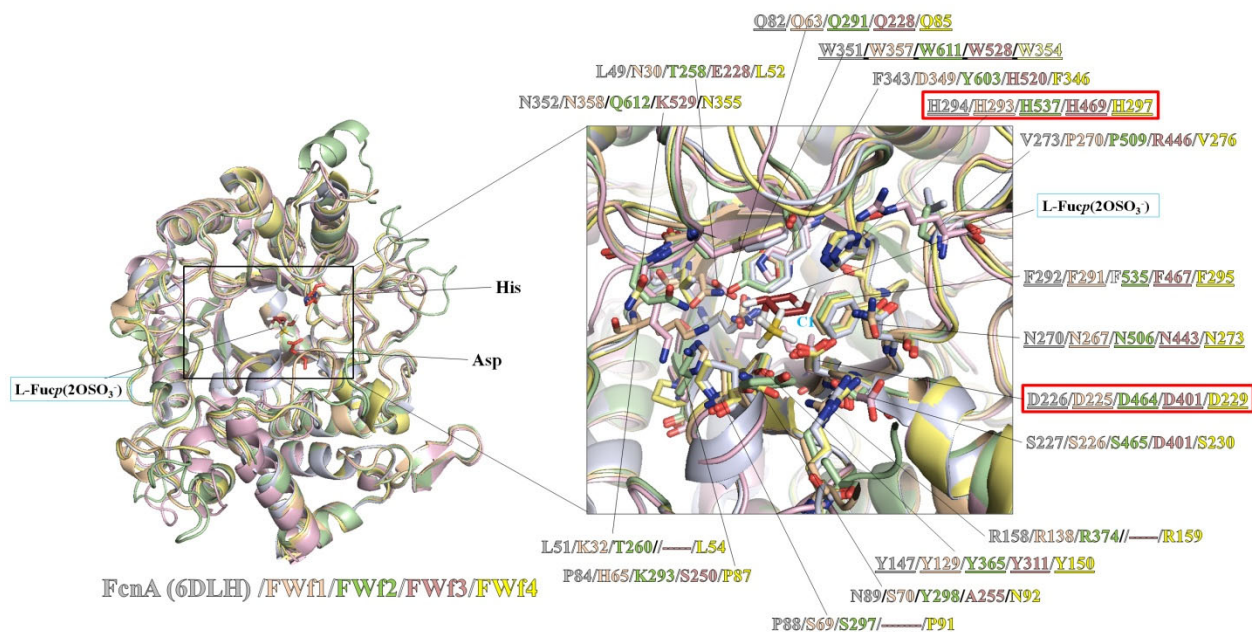 Q82/Q63/Q291/Q228/Q85
W351/W357/W611/W528/W354
L49/N30/T258/E228/L52
F343/D349/Y603/H520/F346
N352/N358/Q612/K529/N355
H294/H293/H537/H469/H297
V273/P270/P509/R446/V276
L-Fucp(2OSO3-)
His
F292/F291/F535/F467/F295
C1
N270/N267/N506/N443/N273
Asp
L-Fucp(2OSO3-)
D226/D225/D464/D401/D229
S227/S226/S465/D401/S230
R158/R138/R374//-----/R159
L51/K32/T260//-----/L54
Y147/Y129/Y365/Y311/Y150
P84/H65/K293/S250/P87
FcnA (6DLH) /FWf1/FWf2/FWf3/FWf4
N89/S70/Y298/A255/N92
P88/S69/S297/-------/P91